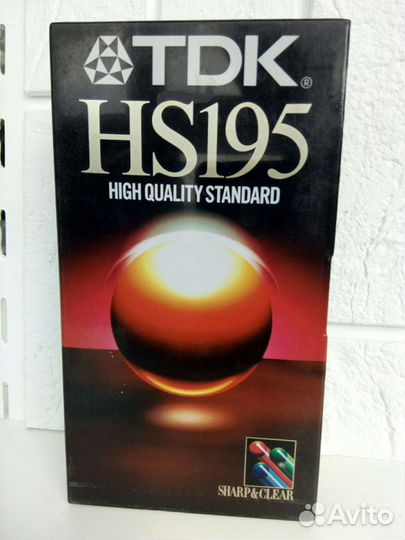 TDK®
HS195
HIGH QUALITY STANDARD
SHARP&CLEAR
Avito